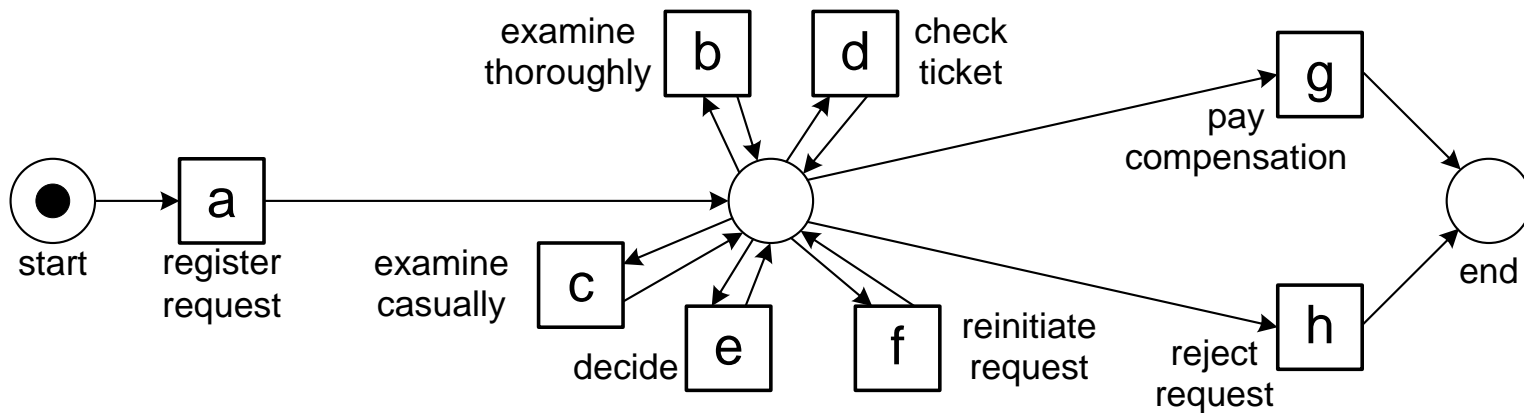 start
a
register
request
examine
thoroughly
b
d
check
ticket
examine
casually
c
decide
e
f
reinitiate
request
g
pay
compensation
reject
request
h
end